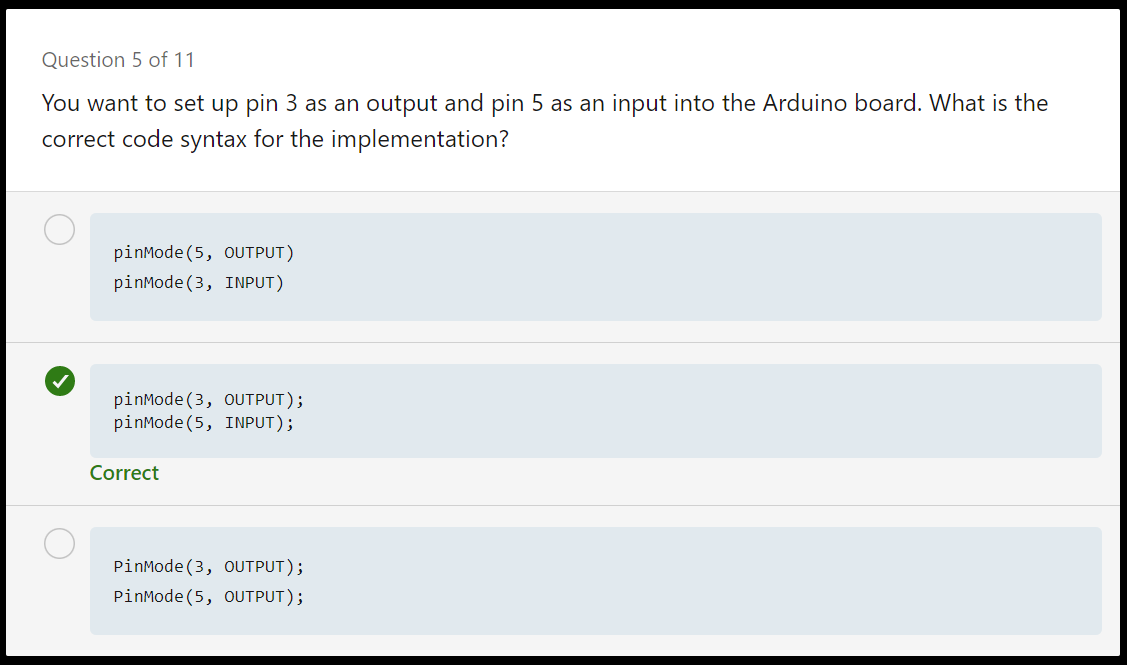 Question 5 of 11
You want to set up pin 3 as an output and pin 5 as an input into the Arduino board. What is the
correct code syntax for the implementation?
pinMode(5, OUTPUT)
pinMode(3, INPUT)
pinMode(3, OUTPUT);
pinMode(5, INPUT);
Correct
PinMode(3, OUTPUT);
PinMode(5, OUTPUT);